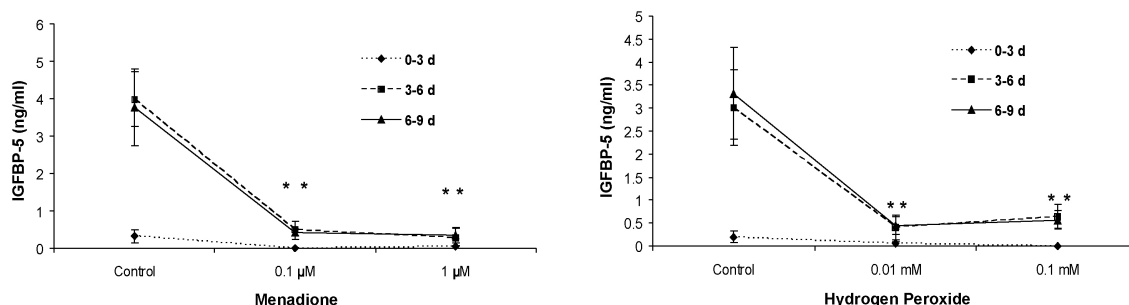 6
5
4
3
2
1
0
IGFBP-5 (ng/ml)
0-3 d
3-6 d
6-9 d
* *
* *
Control
0.1 µM
1 µM
Menadione
5
4.5
4
3.5
3
2.5
2
1.5
1
0.5
0
IGFBP-5 (ng/ml)
0-3 d
3-6 d
6-9 d
* *
* *
Control
0.01 mM
0.1 mM
Hydrogen Peroxide